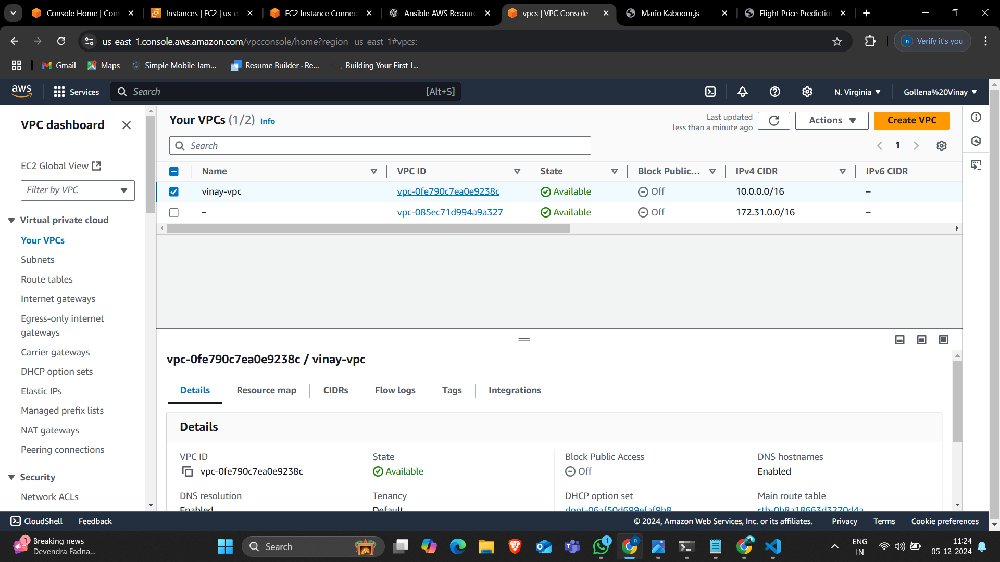 Console Home | Cons
Instances | EC2 | us-e
EC2 Instance Connec
Ansible AWS Resourc
vpcs | VPC Console
Mario Kaboom.js
Flight Price Predictio
us-east-1.console.aws.amazon.com/vpcconsole/home?region=us-east-1#vpcs:
n
Verify it's you
Gmail
Maps
Simple Mobile Jam...
Resume Builder · Re...
Building Your First J...
aws
Services
Search
[Alt+S]
N. Virginia
Gollena%20Vinay
VPC dashboard
EC2 Global View
Filter by VPC
Virtual private cloud
Your VPCs
Subnets
Route tables
Internet gateways
Egress-only internet
gateways
Carrier gateways
DHCP option sets
Elastic IPs
Managed prefix lists
NAT gateways
Peering connections
Security
Network ACLs
Your VPCs (1/2) Info
Last updated
less than a minute ago
Actions
Create VPC
Search
1
Name VPC ID State Block Public... IPv4 CIDR IPv6 CIDR
vinay-vpc vpc-0fe790c7ea0e9238c Available Off 10.0.0.0/16 –
– vpc-085ec71d994a9a327 Available Off 172.31.0.0/16 –
vpc-0fe790c7ea0e9238c / vinay-vpc
Details Resource map CIDRs Flow logs Tags Integrations
Details
VPC ID
vpc-0fe790c7ea0e9238c
State
Available
Block Public Access
Off
DNS hostnames
Enabled
DNS resolution
Enabled
Tenancy
Default
DHCP option set
dopt-06af50d699efaf9b8
Main route table
rtb-0b8a18663d3270d4a
CloudShell Feedback
© 2024, Amazon Web Services, Inc. or its affiliates. Privacy Terms Cookie preferences
1
Breaking news
Devendra Fadna...
Search
1
n
ENG
IN
11:24
05-12-2024